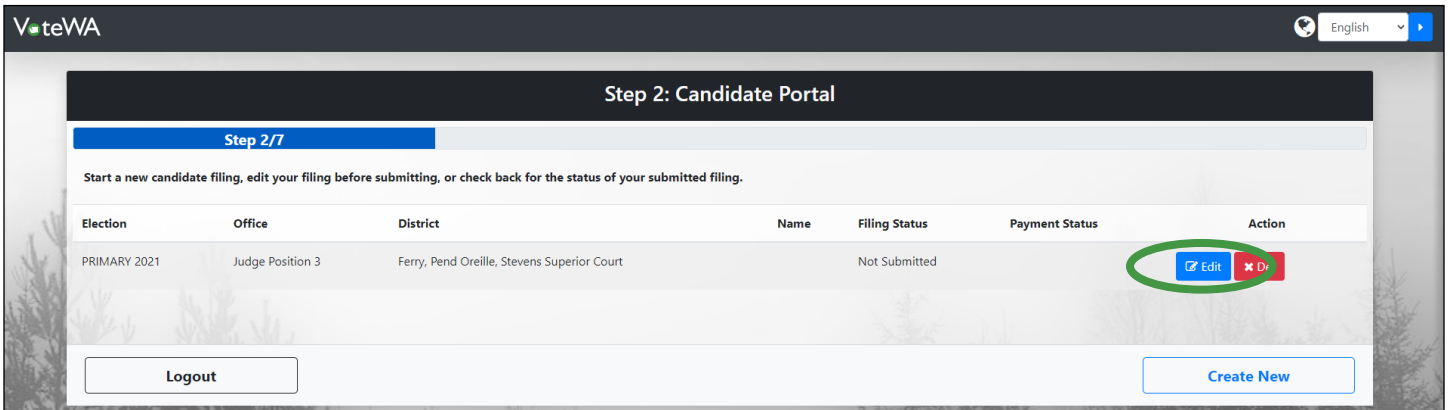 VoteWA
English
Step 2: Candidate Portal
Step 2/7
Start a new candidate filing, edit your filing before submitting, or check back for the status of your submitted filing.
Election Office District Name Filing Status Payment Status Action
PRIMARY 2021 Judge Position 3 Ferry, Pend Oreille, Stevens Superior Court Not Submitted Edit
Logout Create New